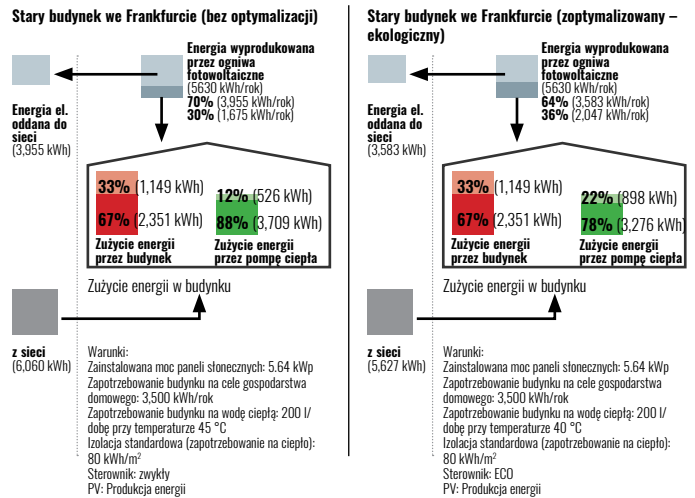 Stary budynek we Frankfurcie (bez optymalizacji)
Energia wyprodukowana
przez ogniwa
fotowoltaiczne
(5630 kWh/rok)
70% (3,955 kWh/rok)
30% (1,675 kWh/rok)
Energia el.
oddana do
sieci
(3,955 kWh)
33% (1,149 kWh)
67% (2,351 kWh)
Zużycie energii
przez budynek
12% (526 kWh)
88% (3,709 kWh)
Zużycie energii
przez pompę ciepła
Zużycie energii w budynku
z sieci
(6,060 kWh)
Warunki:
Zainstalowana moc paneli słonecznych: 5.64 kWp
Zapotrzebowanie budynku na cele gospodarstwa
domowego: 3,500 kWh/rok
Zapotrzebowanie budynku na wodę ciepłą: 200 l/
dobę przy temperaturze 45 °C
Izolacja standardowa (zapotrzebowanie na ciepło):
80 kWh/m²
Sterownik: zwykły
PV: Produkcja energii
Stary budynek we Frankfurcie (zoptymalizowany –
ekologiczny)
Energia wyprodukowana
przez ogniwa
fotowoltaiczne
(5630 kWh/rok)
64% (3,583 kWh/rok)
36% (2,047 kWh/rok)
Energia el.
oddana do
sieci
(3,583 kWh)
33% (1,149 kWh)
67% (2,351 kWh)
Zużycie energii
przez budynek
22% (898 kWh)
78% (3,276 kWh)
Zużycie energii
przez pompę ciepła
Zużycie energii w budynku
z sieci
(5,627 kWh)
Warunki:
Zainstalowana moc paneli słonecznych: 5.64 kWp
Zapotrzebowanie budynku na cele gospodarstwa
domowego: 3,500 kWh/rok
Zapotrzebowanie budynku na wodę ciepłą: 200 l/
dobę przy temperaturze 40 °C
Izolacja standardowa (zapotrzebowanie na ciepło):
80 kWh/m²
Sterownik: ECO
PV: Produkcja energii